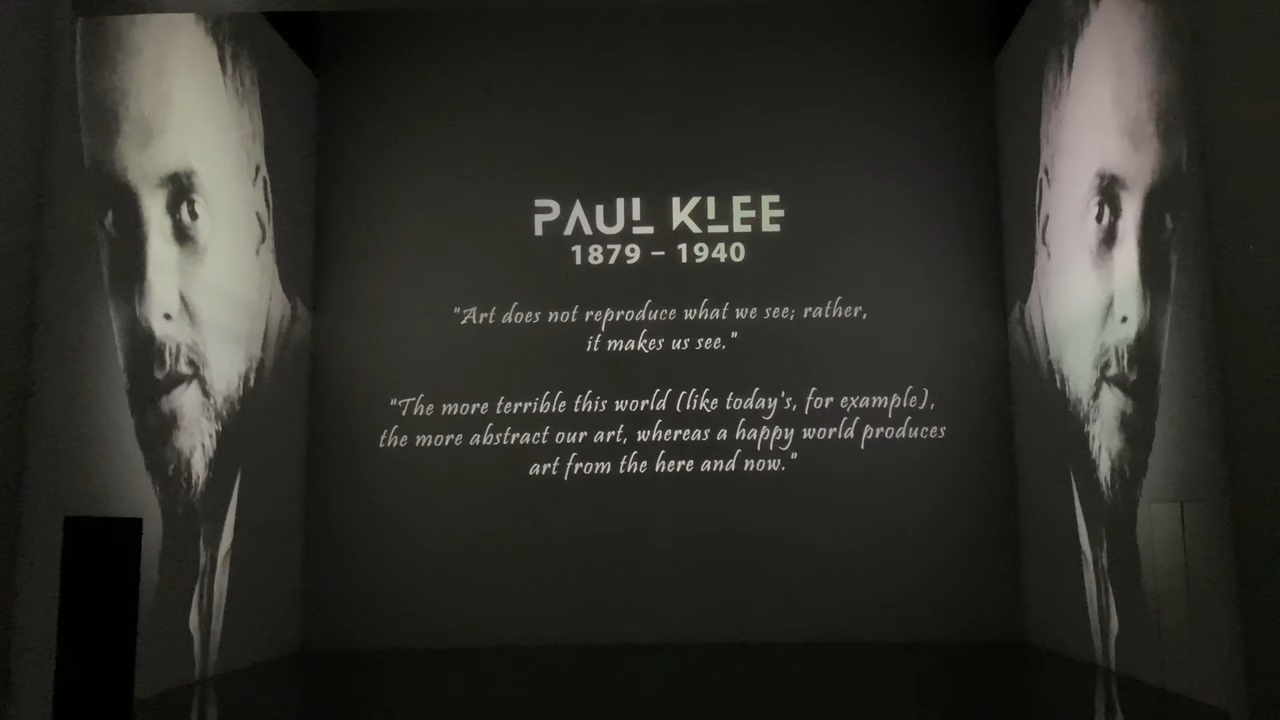 PAUL KLEE
1879 – 1940
"Art does not reproduce what we see; rather,
it makes us see."
"The more terrible this world (like today's, for example),
the more abstract our art, whereas a happy world produces
art from the here and now."